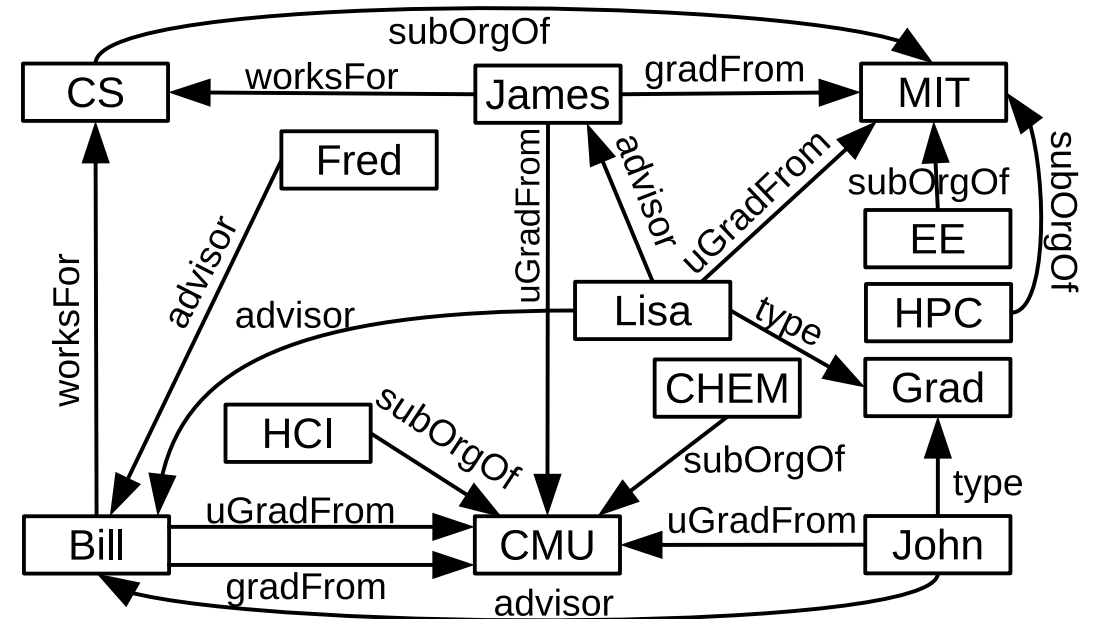 subOrgOf
CS
worksFor
James
gradFrom
MIT
Fred
uGradFrom
advisor
uGradFrom
subOrgOf
subOrgOf
EE
advisor
worksFor
advisor
Lisa
type
HPC
CHEM
Grad
HCI
subOrgOf
subOrgOf
type
uGradFrom
uGradFrom
Bill
CMU
John
gradFrom
advisor